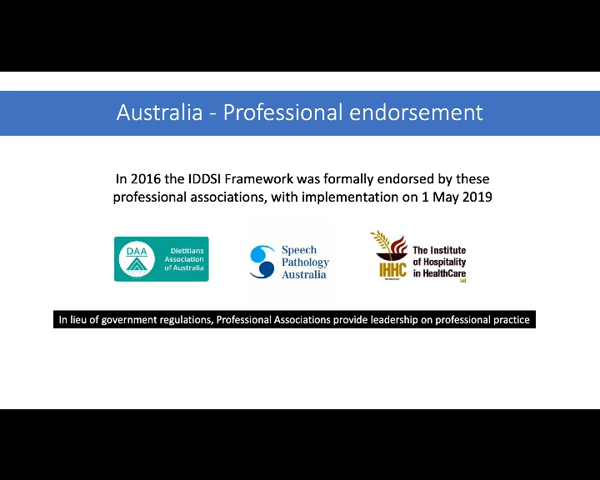 Australia - Professional endorsement
In 2016 the IDDSI Framework was formally endorsed by these
professional associations, with implementation on 1 May 2019
DAA
Dietitians
Association
of Australia
Speech
Pathology
Australia
IHHC
The Institute
of Hospitality
in HealthCare
Ltd
In lieu of government regulations, Professional Associations provide leadership on professional practice